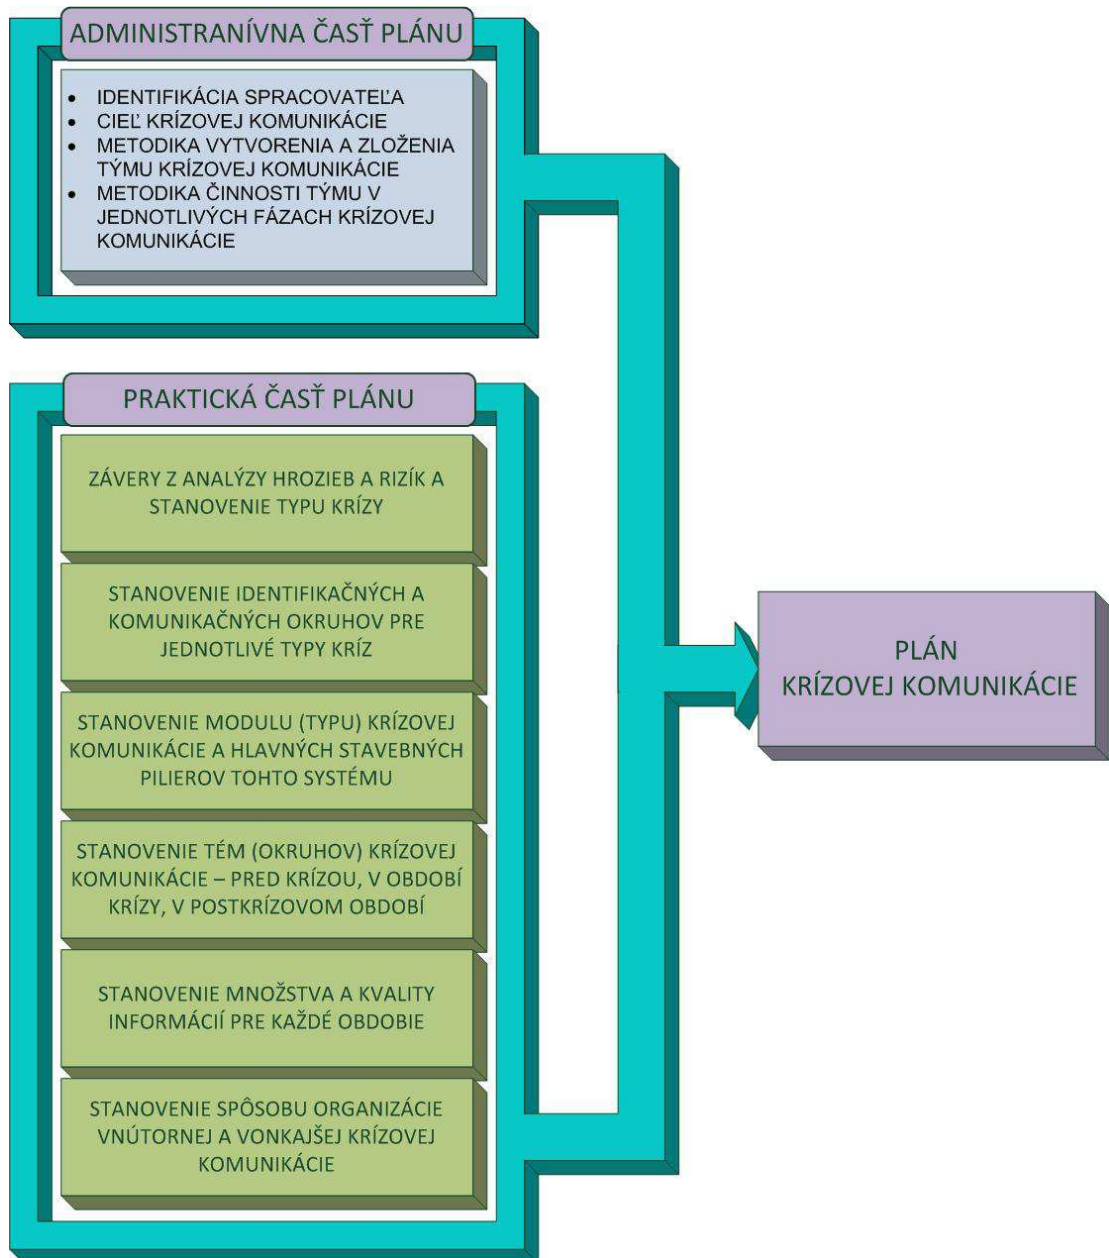 ADMINISTRANÍVNA ČASŤ PLÁNU
• IDENTIFIKÁCIA SPRACOVATEĽA
• CIEĽ KRÍZOVEJ KOMUNIKÁCIE
• METODIKA VYTVORENIA A ZLOŽENIA
TÝMU KRÍZOVEJ KOMUNIKÁCIE
• METODIKA ČINNOSTI TÝMU V
JEDNOTLIVÝCH FÁZACH KRÍZOVEJ
KOMUNIKÁCIE
PRAKTICKÁ ČASŤ PLÁNU
ZÁVERY Z ANALÝZY HROZIEB A RIZÍK A
STANOVENIE TYPU KRÍZY
STANOVENIE IDENTIFIKAČNÝCH A
KOMUNIKAČNÝCH OKRUHOV PRE
JEDNOTLIVÉ TYPY KRÍZ
STANOVENIE MODULU (TYPU) KRÍZOVEJ
KOMUNIKÁCIE A HLAVNÝCH STAVEBNÝCH
PILIEROV TOHTO SYSTÉMU
STANOVENIE TÉM (OKRUHOV) KRÍZOVEJ
KOMUNIKÁCIE – PRED KRÍZOU, V OBDOBÍ
KRÍZY, V POSTKRÍZOVOM OBDOBÍ
STANOVENIE MNOŽSTVA A KVALITY
INFORMÁCIÍ PRE KAŽDÉ OBDOBIE
STANOVENIE SPÔSOBU ORGANIZÁCIE
VNÚTORNEJ A VONKAJŠEJ KRÍZOVEJ
KOMUNIKÁCIE
PLÁN
KRÍZOVEJ KOMUNIKÁCIE